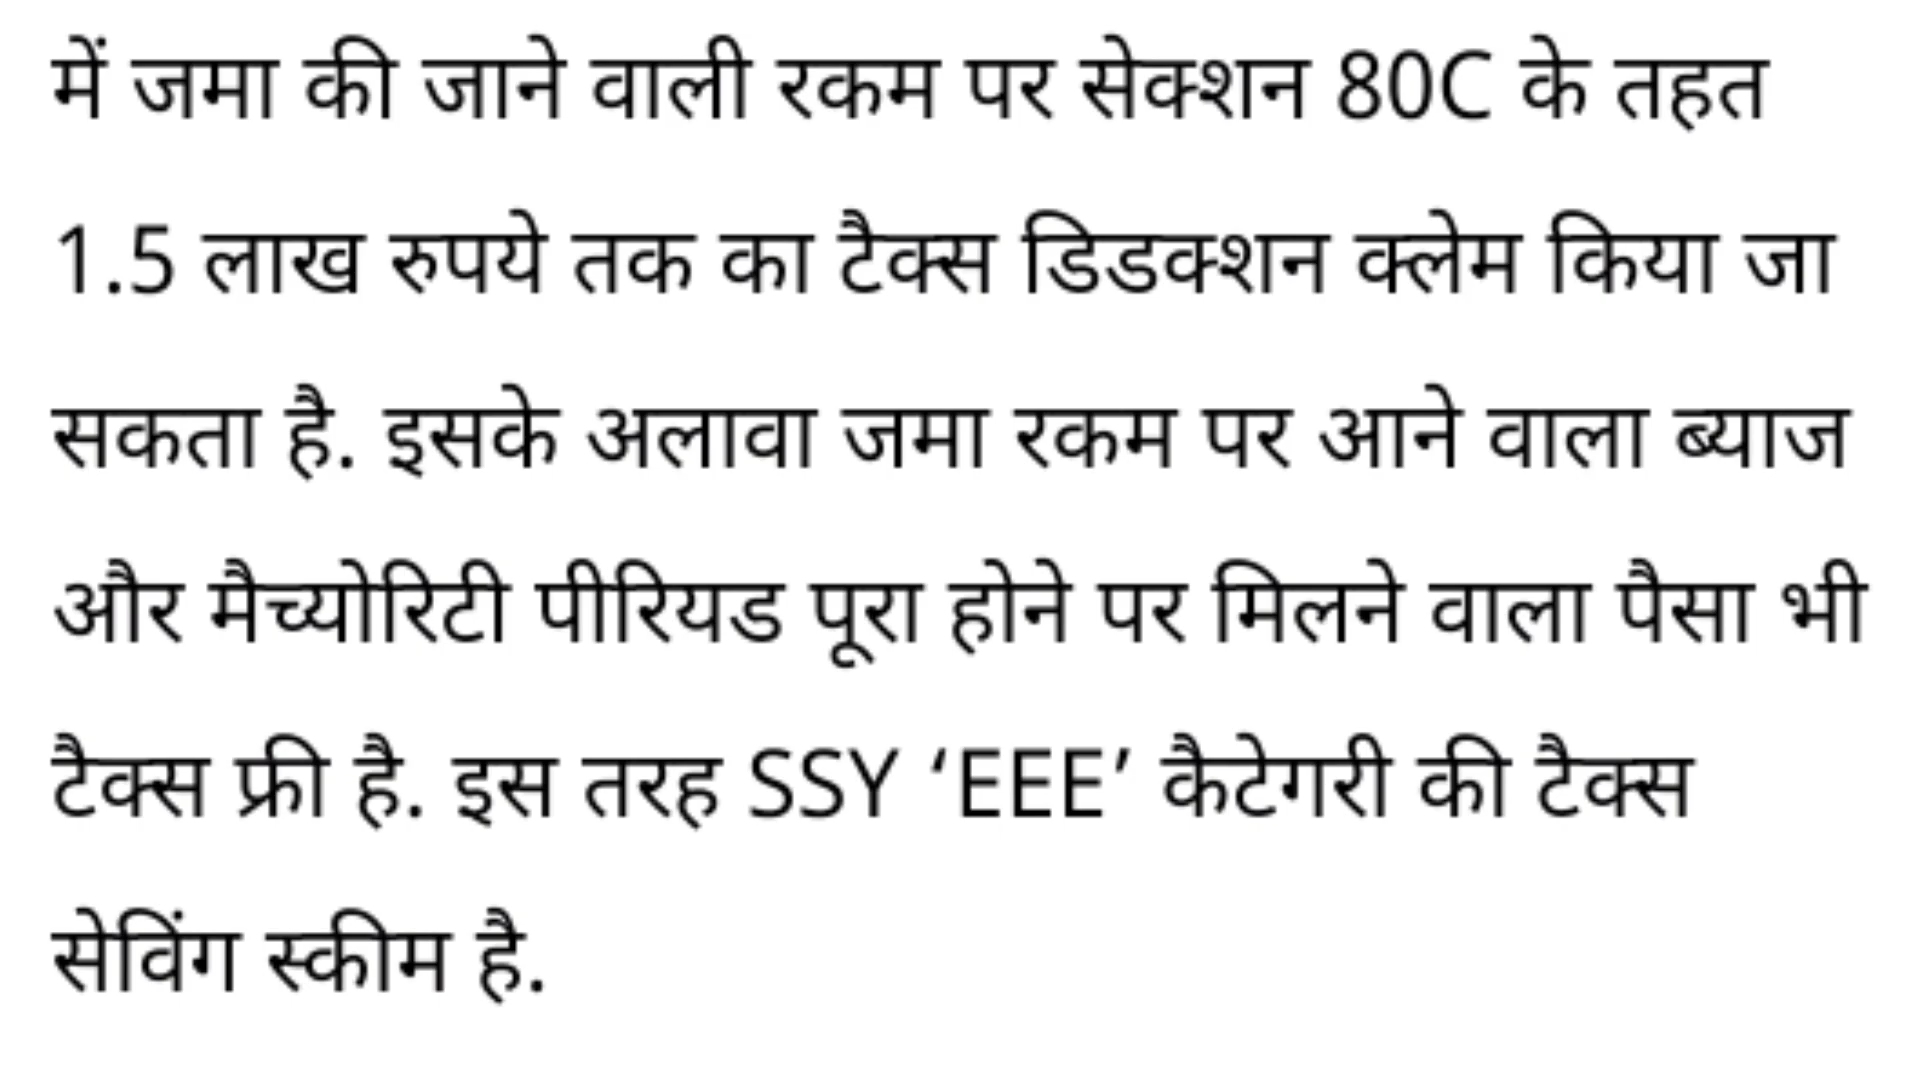 में जमा की जाने वाली रकम पर सेक्शन 80C के तहत
1.5 लाख रुपये तक का टैक्स डिडक्शन क्लेम किया जा
सकता है. इसके अलावा जमा रकम पर आने वाला ब्याज
और मैच्योरिटी पीरियड पूरा होने पर मिलने वाला पैसा भी
टैक्स फ्री है. इस तरह SSY ‘EEE’ कैटेगरी की टैक्स
सेविंग स्कीम है.